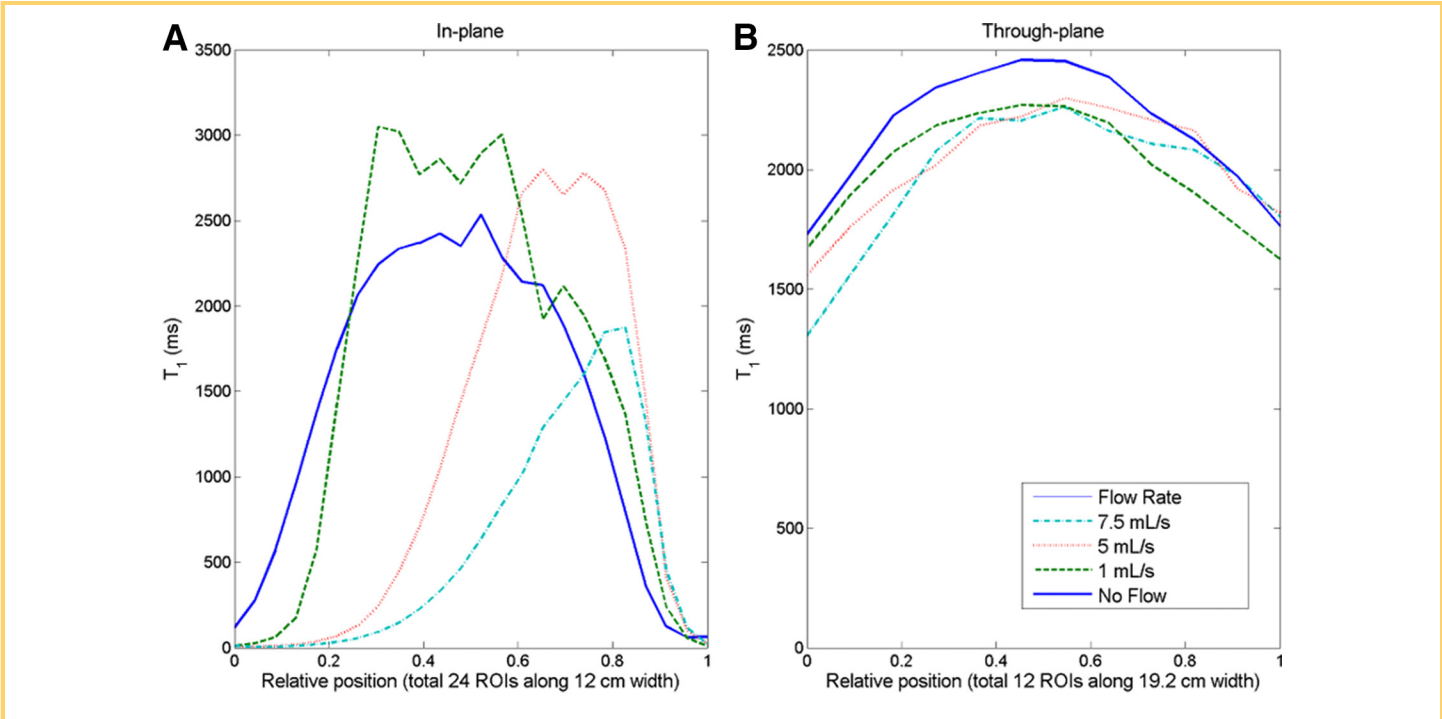 A
In-plane
3500
3000
2500
2000
1500
1000
500
0
T1 (ms)
0 0.2 0.4 0.6 0.8 1
Relative position (total 24 ROIs along 12 cm width)
B
Through-plane
2500
2000
1500
1000
500
0
T1 (ms)
Flow Rate
7.5 mL/s
5 mL/s
1 mL/s
No Flow
0 0.2 0.4 0.6 0.8 1
Relative position (total 12 ROIs along 19.2 cm width)